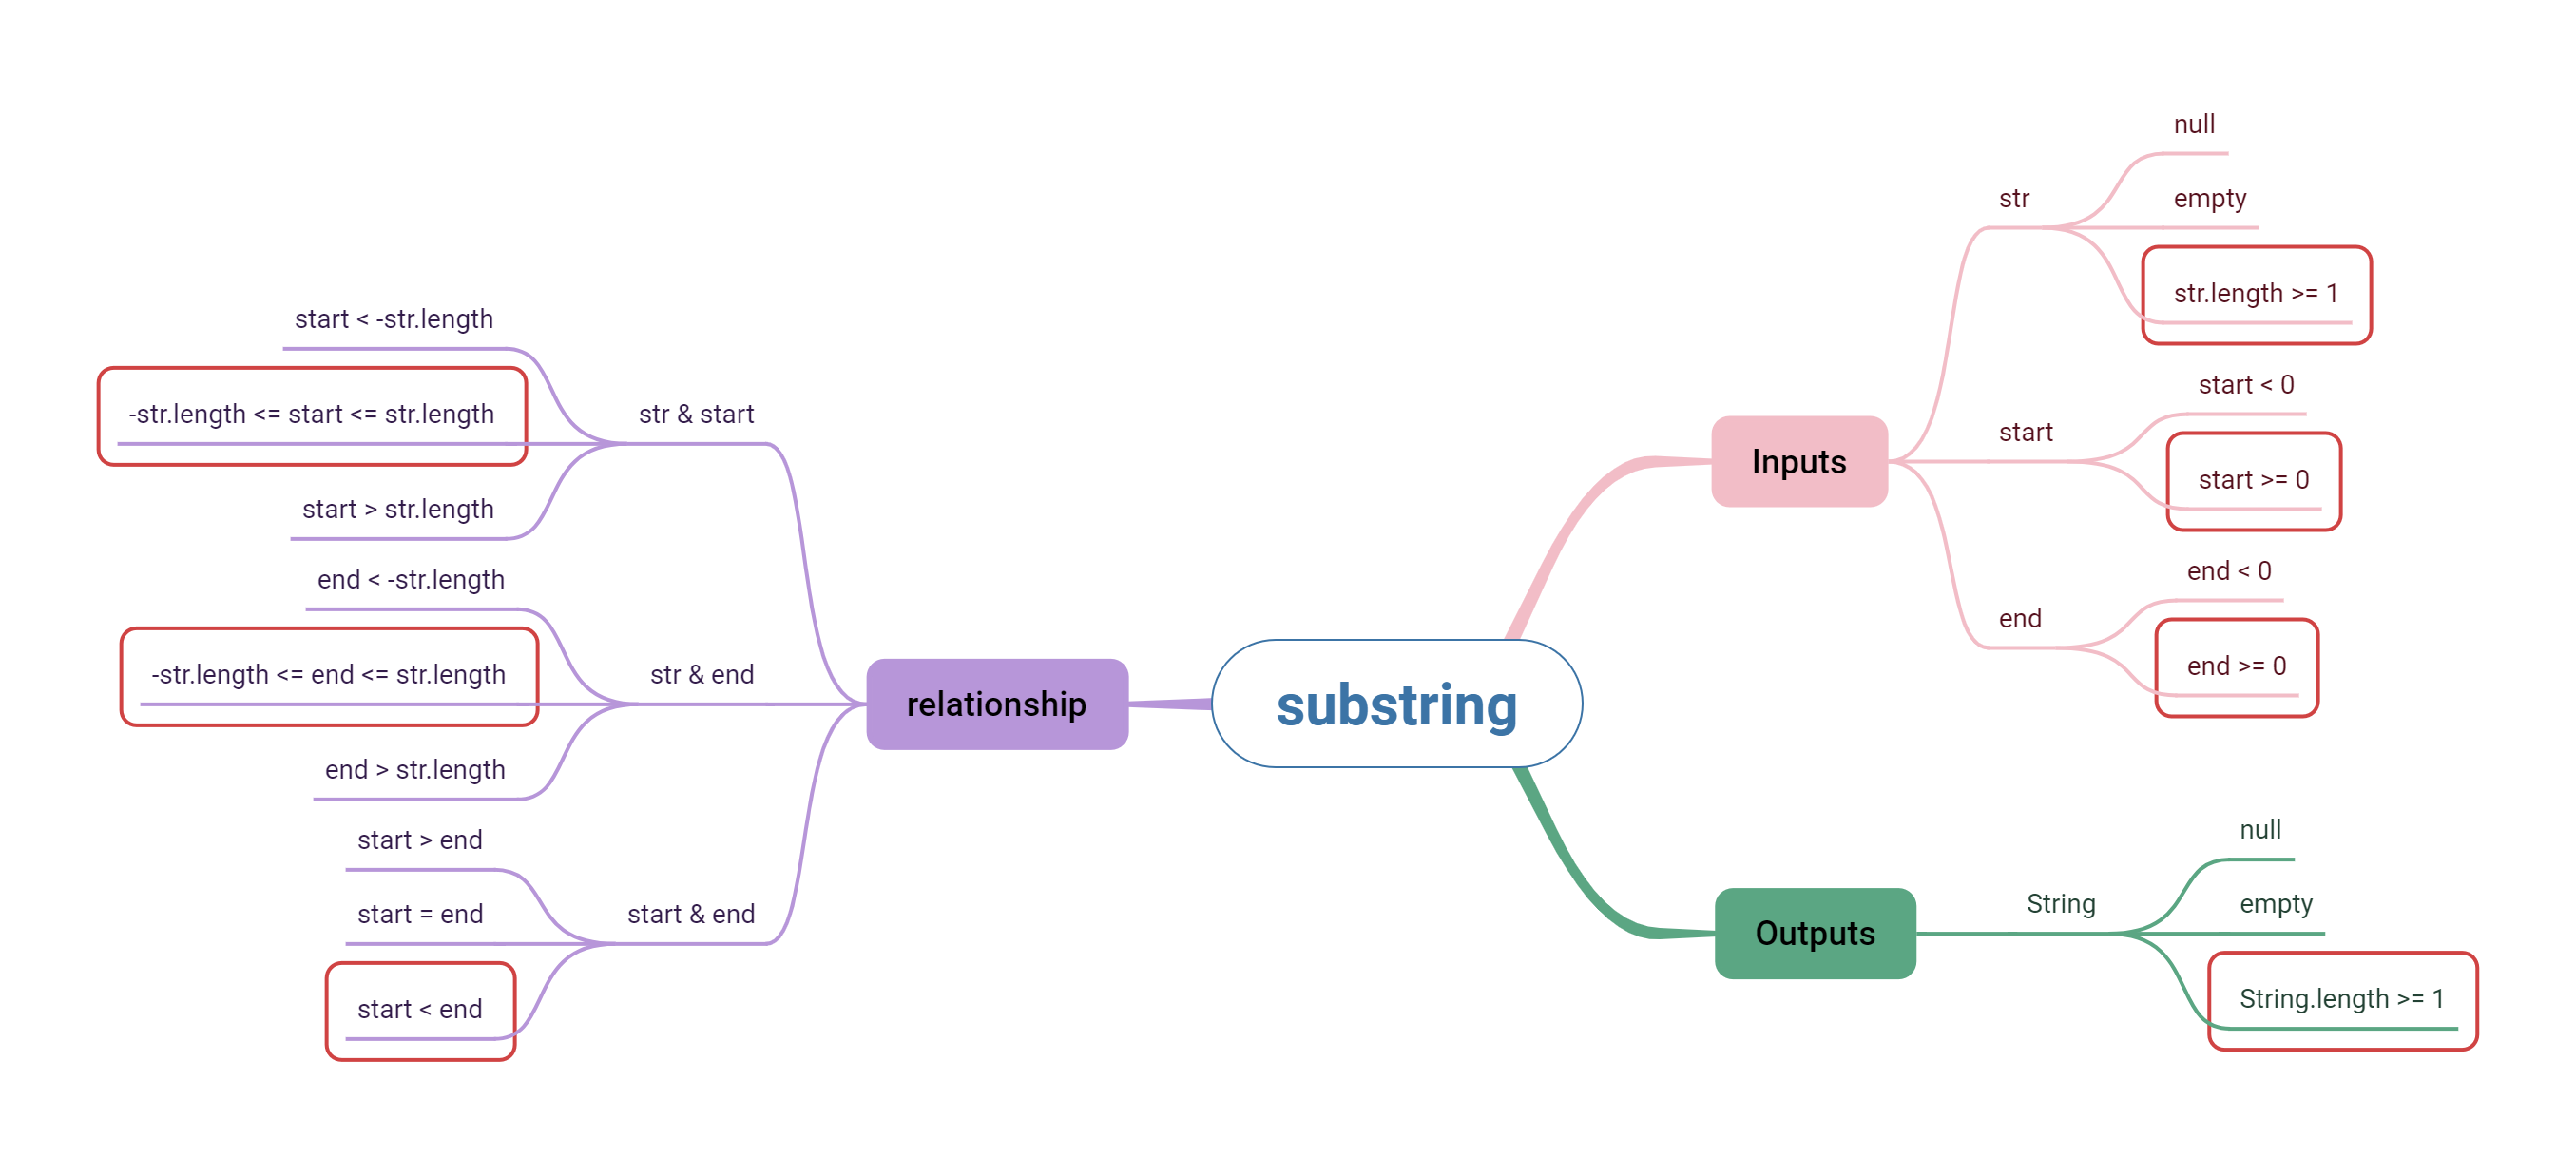 substring
Inputs
str
null
empty
str.length >= 1
start
start < 0
start >= 0
end
end < 0
end >= 0
Outputs
String
null
empty
String.length >= 1
relationship
str & start
start < -str.length
-str.length <= start <= str.length
start > str.length
str & end
end < -str.length
-str.length <= end <= str.length
end > str.length
start & end
start > end
start = end
start < end